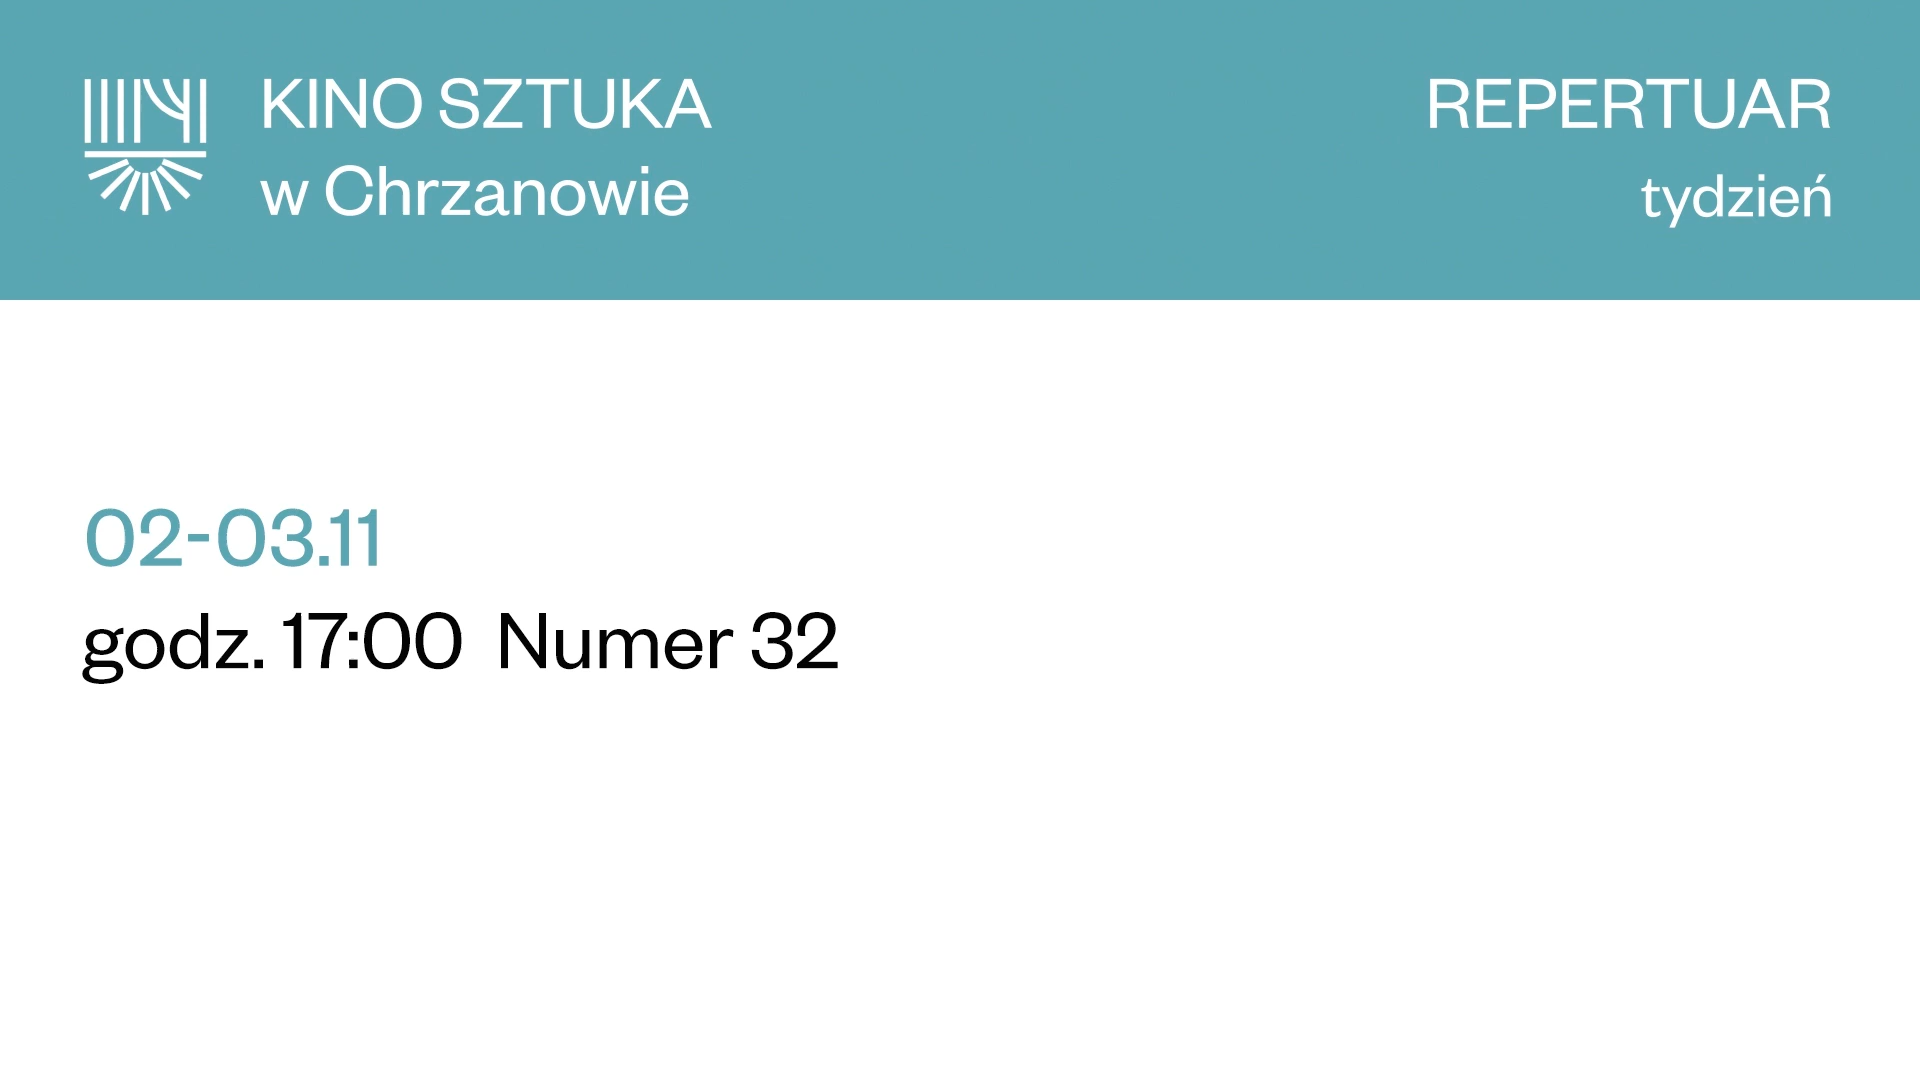 KINO SZTUKA
w Chrzanowie
REPERTUAR
tydzień
02-03.11
godz. 17:00 Numer 32